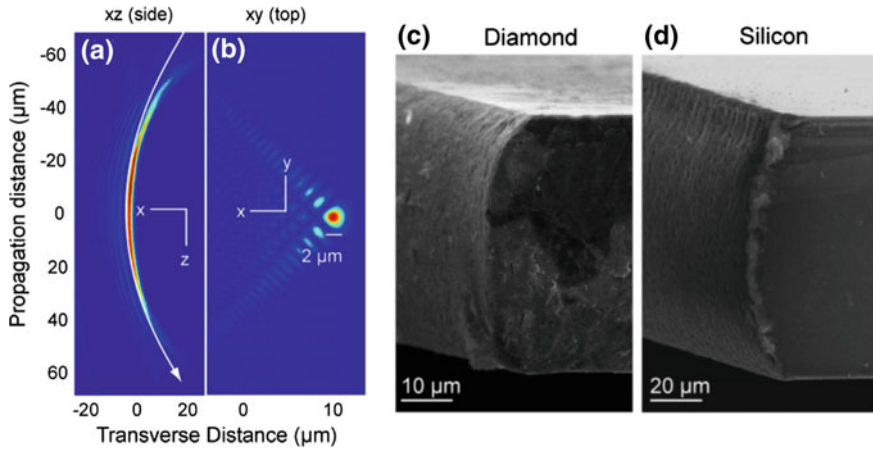 xz (side)
xy (top)
(a)
(b)
(c)
Diamond
(d)
Silicon
Propagation distance (μm)
-60
-40
-20
0
20
40
60
x
z
y
x
2 μm
-20
0
20
0
10
Transverse Distance (μm)
10 μm
20 μm